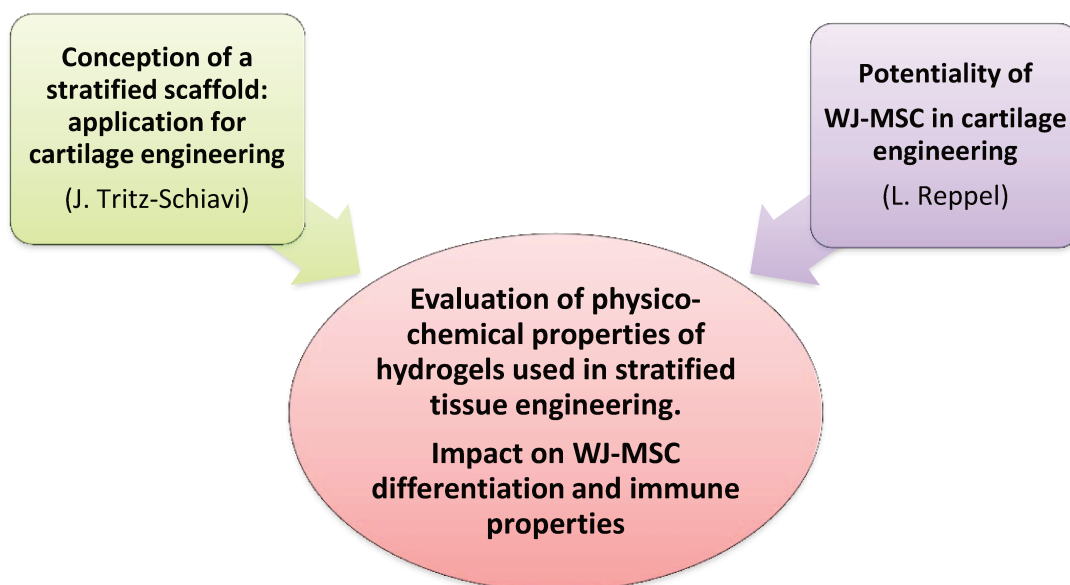 Conception of a
stratified scaffold:
application for
cartilage engineering
(J. Tritz-Schiavi)
Potentiality of
WJ-MSC in cartilage
engineering
(L. Reppel)
Evaluation of physico-
chemical properties of
hydrogels used in stratified
tissue engineering.
Impact on WJ-MSC
differentiation and immune
properties